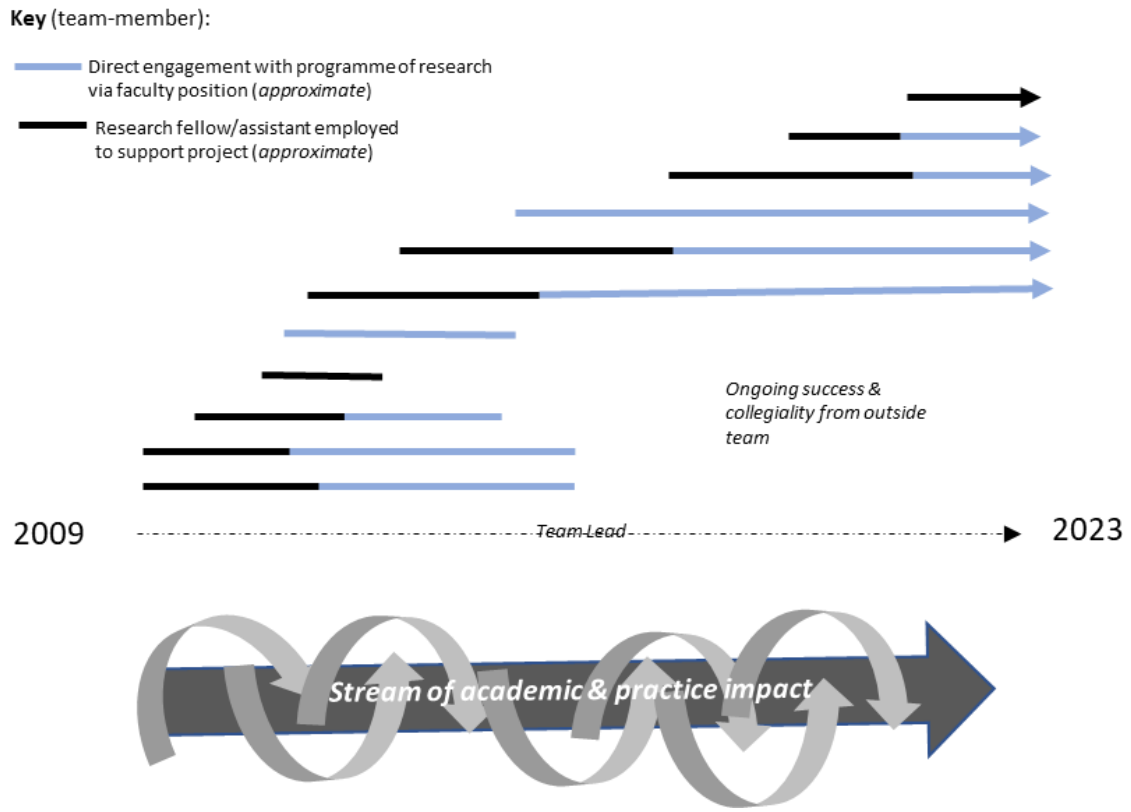 Key (team-member):
Direct engagement with programme of research
via faculty position (approximate)
Research fellow/assistant employed
to support project (approximate)
Ongoing success &
collegiality from outside
team
2009
Team Lead
2023
Stream of academic & practice impact